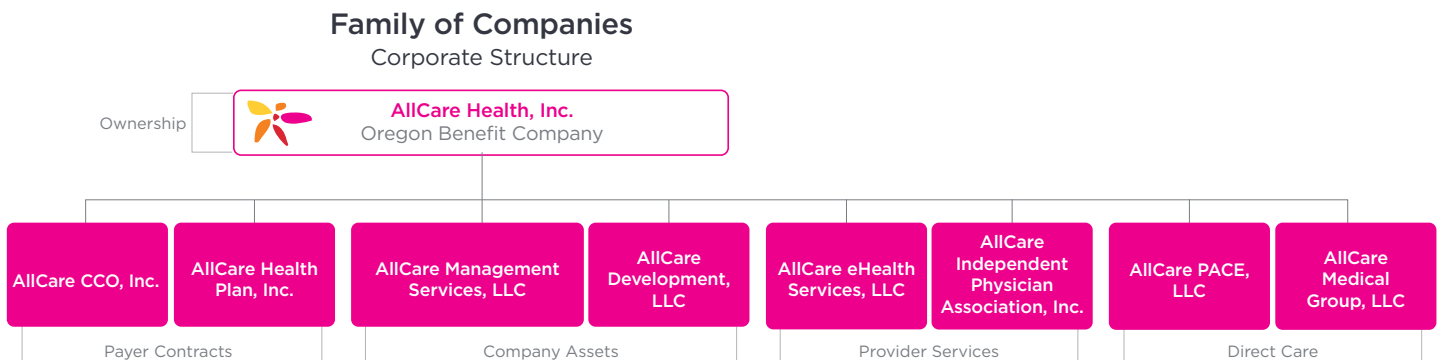 Family of Companies
Corporate Structure
Ownership
AllCare Health, Inc.
Oregon Benefit Company
AllCare CCO, Inc.
AllCare Health
Plan, Inc.
AllCare Management
Services, LLC
AllCare
Development,
LLC
AllCare eHealth
Services, LLC
AllCare
Independent
Physician
Association, Inc.
AllCare PACE,
LLC
AllCare
Medical
Group, LLC
Payer Contracts
Company Assets
Provider Services
Direct Care